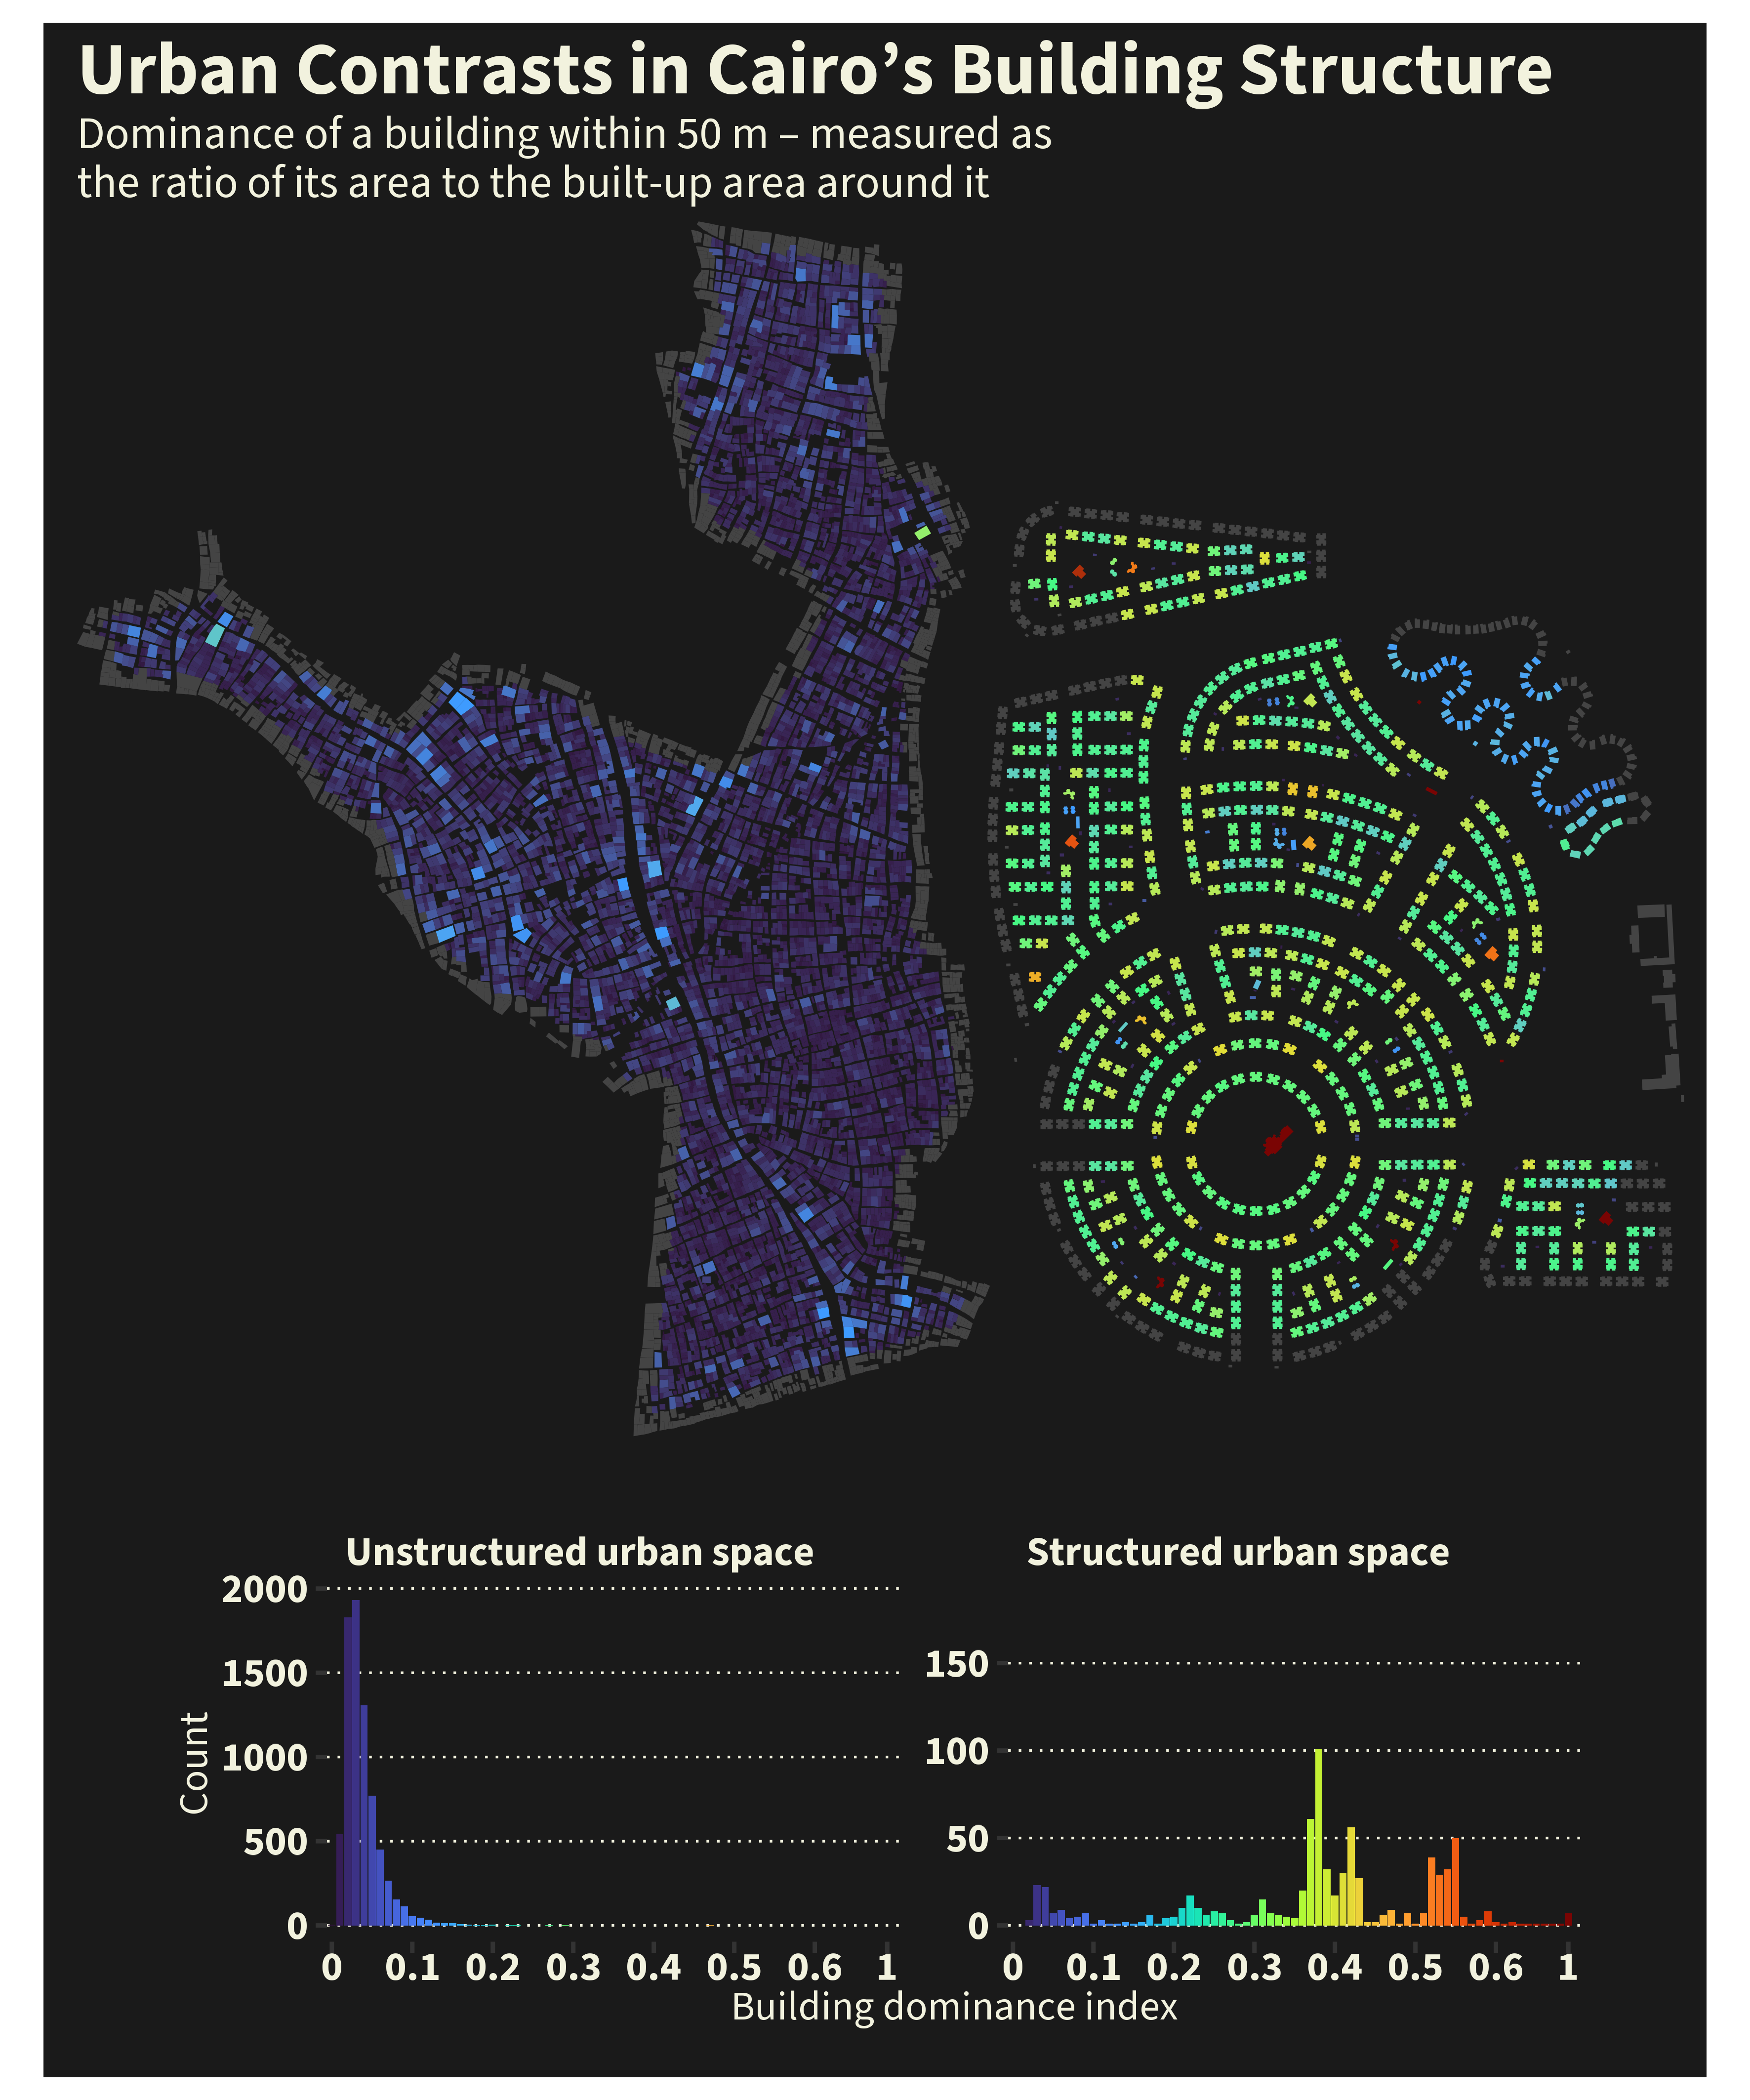 Urban Contrasts in Cairo’s Building Structure
Dominance of a building within 50 m – measured as
the ratio of its area to the built-up area around it
Unstructured urban space
2000
1500
1000
500
0
Count
0 0.1 0.2 0.3 0.4 0.5 0.6 1
Structured urban space
150
100
50
0
0 0.1 0.2 0.3 0.4 0.5 0.6 1
Building dominance index